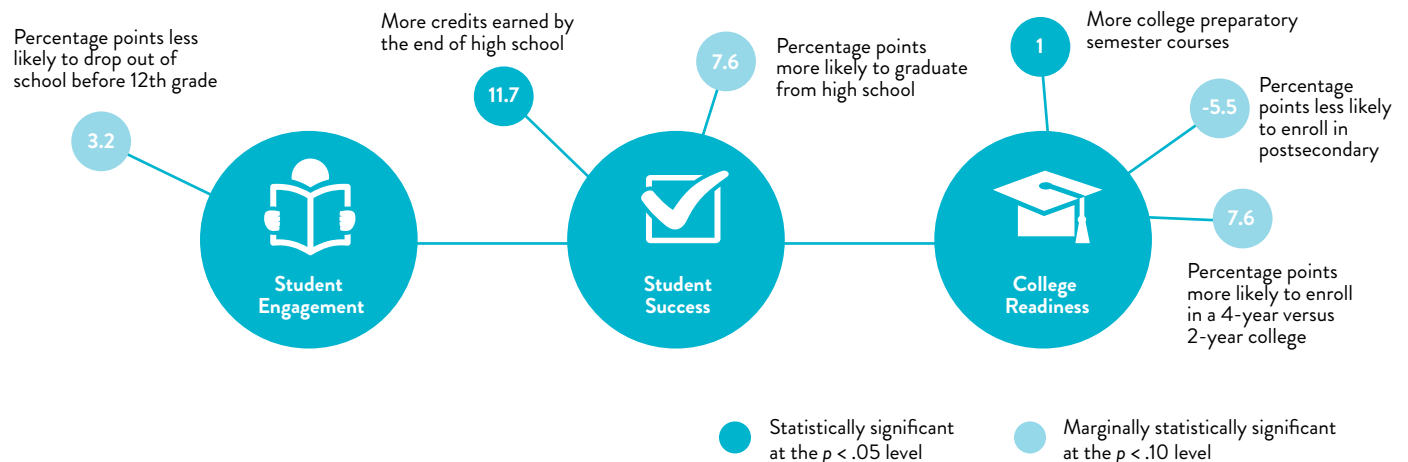 Percentage points less
likely to drop out of
school before 12th grade
3.2
Student
Engagement
More credits earned by
the end of high school
11.7
7.6
Percentage points
more likely to graduate
from high school
Student
Success
1
More college preparatory
semester courses
-5.5
Percentage
points less likely
to enroll in
postsecondary
7.6
Percentage points
more likely to enroll
in a 4-year versus
2-year college
College
Readiness
Statistically significant
at the p < .05 level
Marginally statistically significant
at the p < .10 level